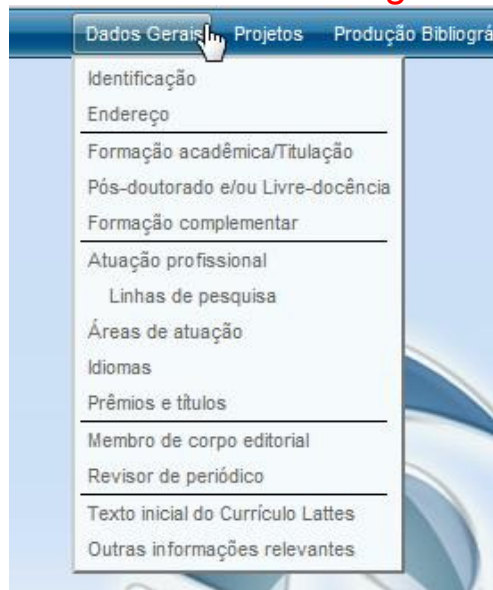 Dados Gerais Projetos Produção Bibliográ
Identificação
Endereço
Formação acadêmica/Titulação
Pós-doutorado e/ou Livre-docência
Formação complementar
Atuação profissional
Linhas de pesquisa
Áreas de atuação
Idiomas
Prêmios e títulos
Membro de corpo editorial
Revisor de periódico
Texto inicial do Currículo Lattes
Outras informações relevantes